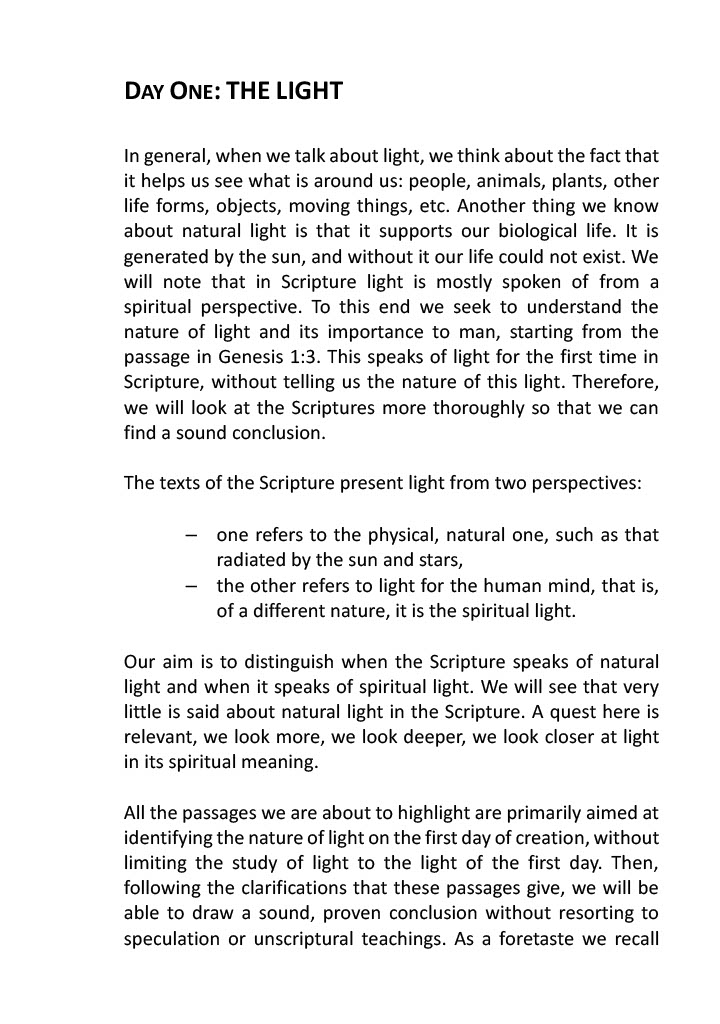 DAY ONE: THE LIGHT
In general, when we talk about light, we think about the fact that
it helps us see what is around us: people, animals, plants, other
life forms, objects, moving things, etc. Another thing we know
about natural light is that it supports our biological life. It is
generated by the sun, and without it our life could not exist. We
will note that in Scripture light is mostly spoken of from a
spiritual perspective. To this end we seek to understand the
nature of light and its importance to man, starting from the
passage in Genesis 1:3. This speaks of light for the first time in
Scripture, without telling us the nature of this light. Therefore,
we will look at the Scriptures more thoroughly so that we can
find a sound conclusion.
The texts of the Scripture present light from two perspectives:
– one refers to the physical, natural one, such as that
radiated by the sun and stars,
– the other refers to light for the human mind, that is,
of a different nature, it is the spiritual light.
Our aim is to distinguish when the Scripture speaks of natural
light and when it speaks of spiritual light. We will see that very
little is said about natural light in the Scripture. A quest here is
relevant, we look more, we look deeper, we look closer at light
in its spiritual meaning.
All the passages we are about to highlight are primarily aimed at
identifying the nature of light on the first day of creation, without
limiting the study of light to the light of the first day. Then,
following the clarifications that these passages give, we will be
able to draw a sound, proven conclusion without resorting to
speculation or unscriptural teachings. As a foretaste we recall